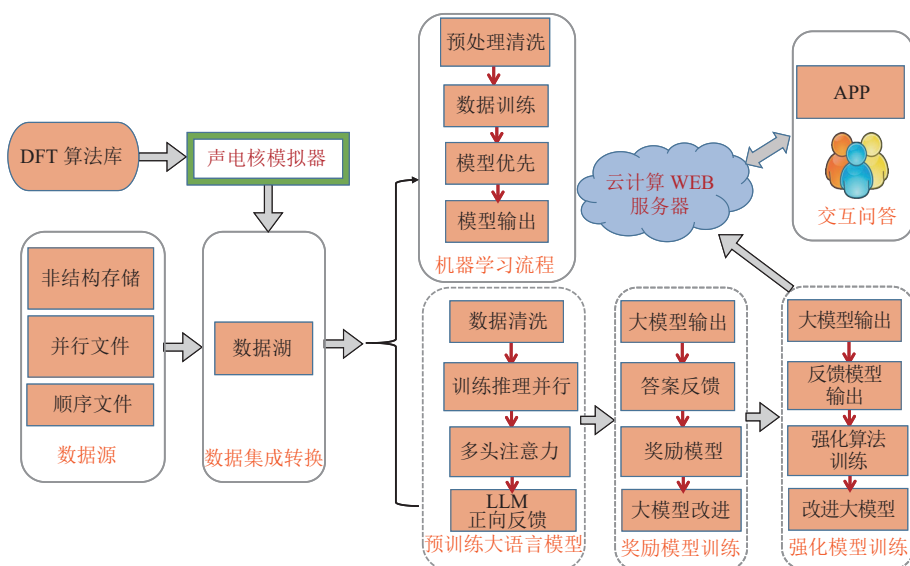 DFT 算法库
声电核模拟器
非结构存储
并行文件
顺序文件
数据源
数据湖
数据集成转换
预处理清洗
数据训练
模型优先
模型输出
机器学习流程
数据清洗
训练推理并行
多头注意力
LLM
正向反馈
预训练大语言模型
大模型输出
答案反馈
奖励模型
大模型改进
奖励模型训练
大模型输出
反馈模型
输出
强化算法
训练
改进大模型
强化模型训练
云计算 WEB
服务器
APP
交互问答